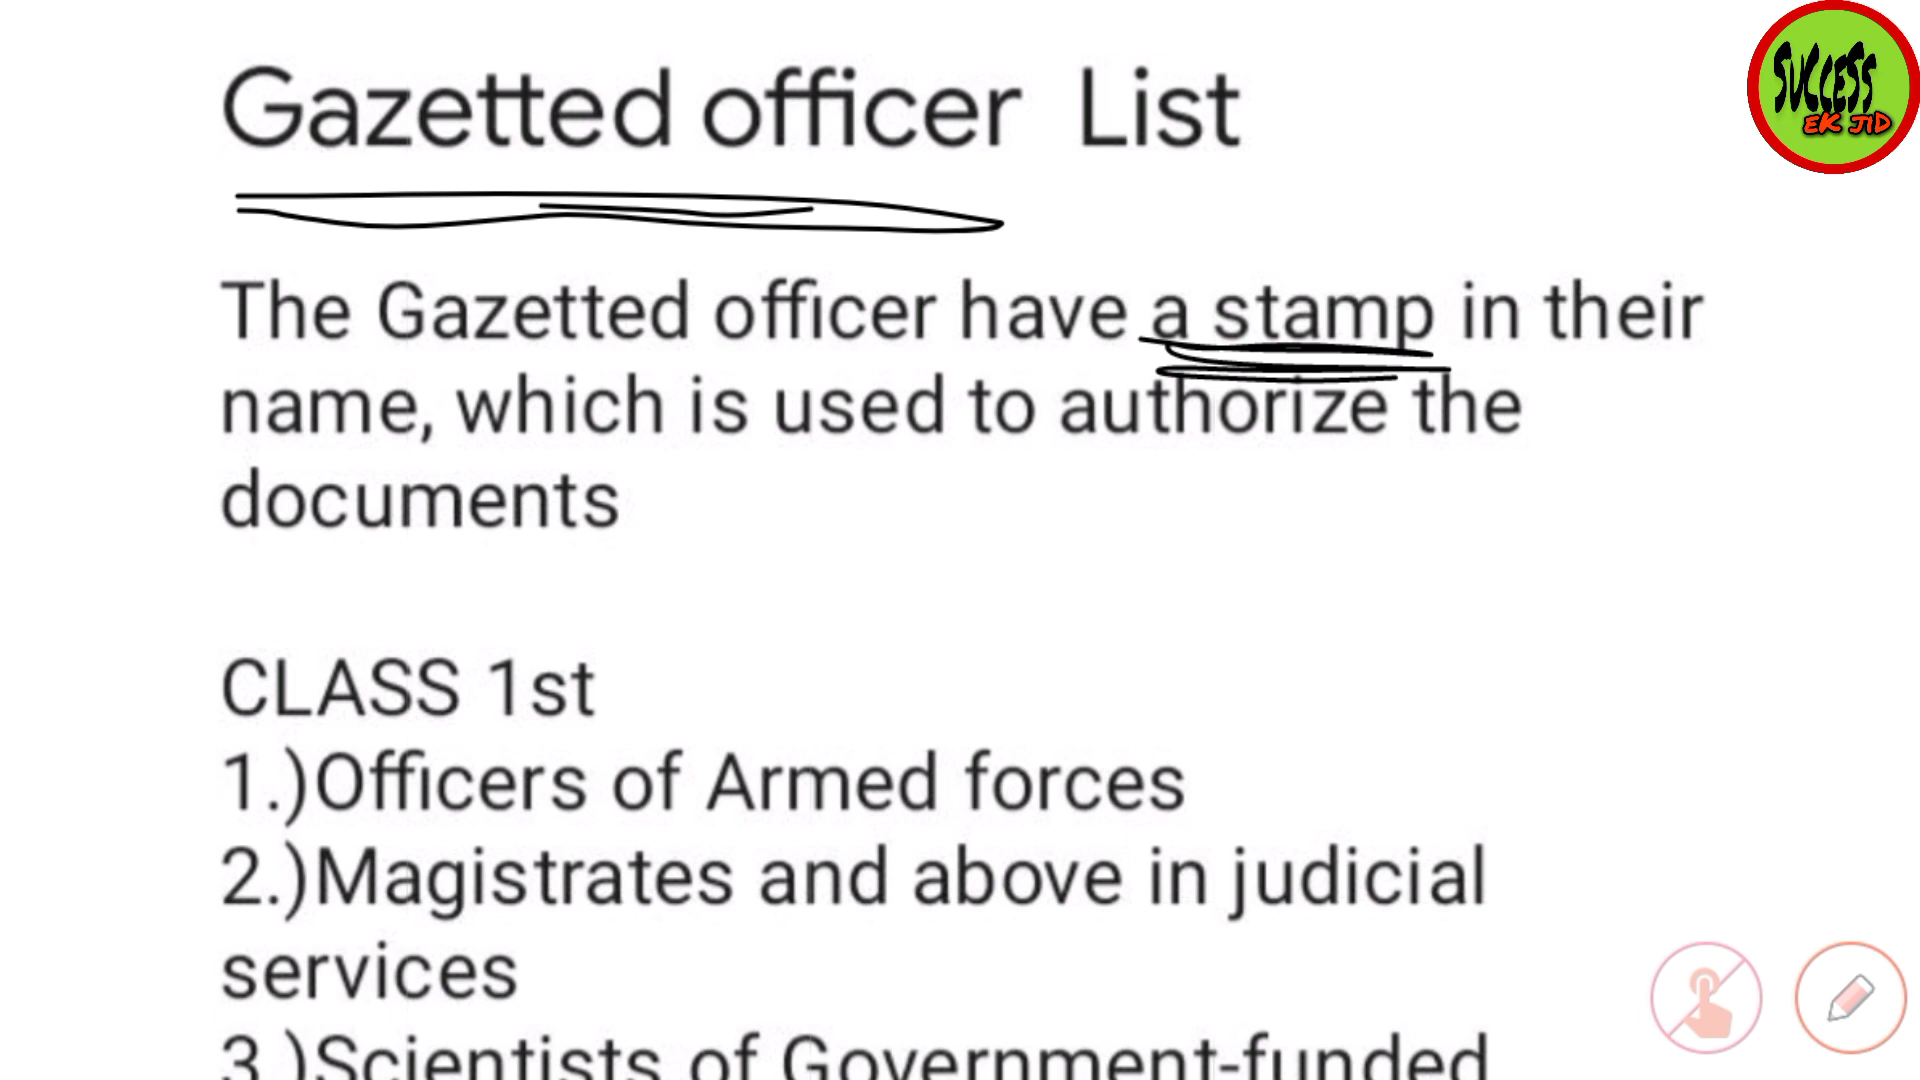 Gazetted officer List
SUCCESS
EK JID
The Gazetted officer have a stamp in their
name, which is used to authorize the
documents
CLASS 1st
1.)Officers of Armed forces
2.)Magistrates and above in judicial
services
3.)Scientists of Government-funded